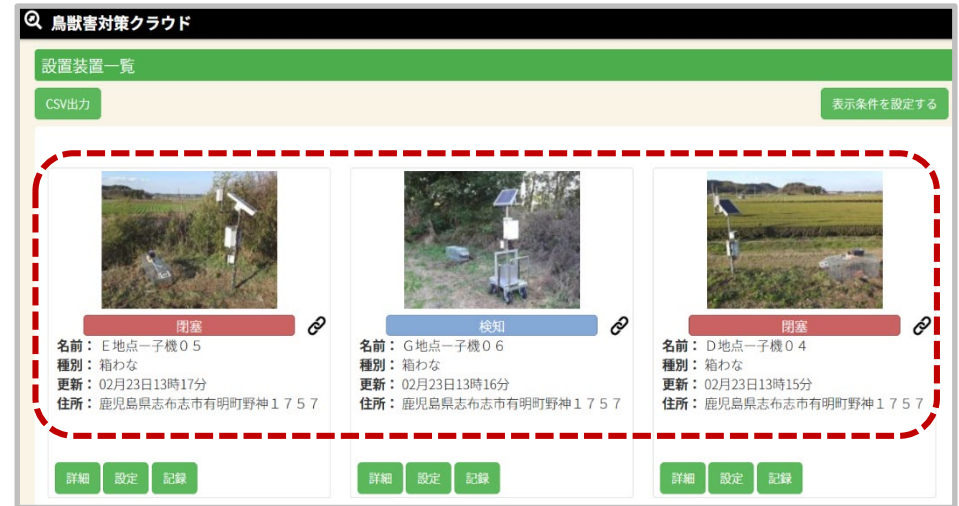 鳥獣害対策クラウド
設置装置一覧
CSV出力
表示条件を設定する
閉塞
名前： Ｅ地点ー子機０５
種別： 箱わな
更新： 02月23日13時17分
住所： 鹿児島県志布志市有明町野神１７５７
詳細 設定 記録
検知
名前： Ｇ地点ー子機０６
種別： 箱わな
更新： 02月23日13時16分
住所： 鹿児島県志布志市有明町野神１７５７
詳細 設定 記録
閉塞
名前： Ｄ地点ー子機０４
種別： 箱わな
更新： 02月23日13時15分
住所： 鹿児島県志布志市有明町野神１７５７
詳細 設定 記録